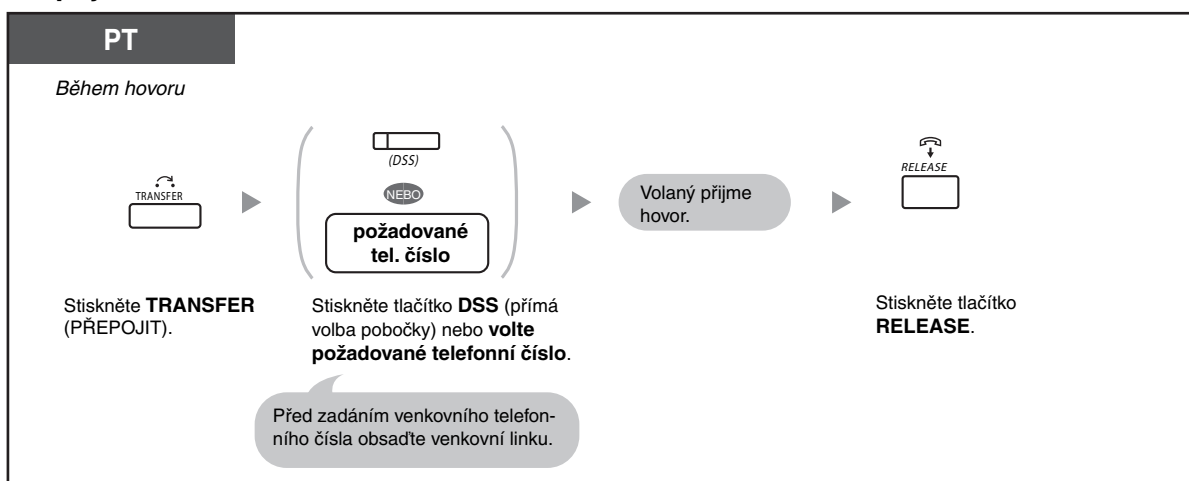 PT
Během hovoru
TRANSFER
(DSS)
NEBO
požadované
tel. číslo
Volaný přijme
hovor.
RELEASE
Stiskněte TRANSFER
(PŘEPOJIT).
Stiskněte tlačítko DSS (přímá
volba pobočky) nebo volte
požadované telefonní číslo.
Stiskněte tlačítko
RELEASE.
Před zadáním venkovního telefon-
ního čísla obsaďte venkovní linku.